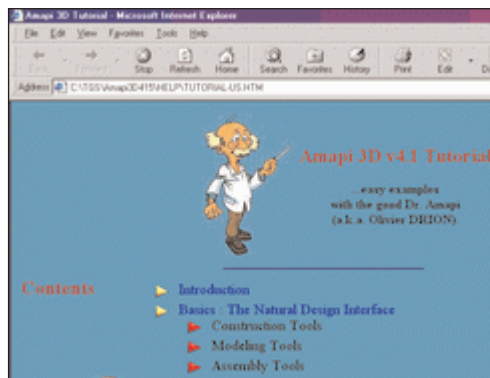 Amapi 3D Tutorial - Microsoft Internet Explorer
File Edit View Favorites Tools Help
Back Forward Stop Refresh Home Search Favorites History Print Edit
Address C:\TGS\Amapi3D415\HELP\TUTORIAL-US.HTM
Amapi 3D v4.1 Tutorial
...easy examples
with the good Dr. Amapi
(a.k.a. Olivier DRION)
Contents
Introduction
Basics : The Natural Design Interface
Construction Tools
Modeling Tools
Assembly Tools